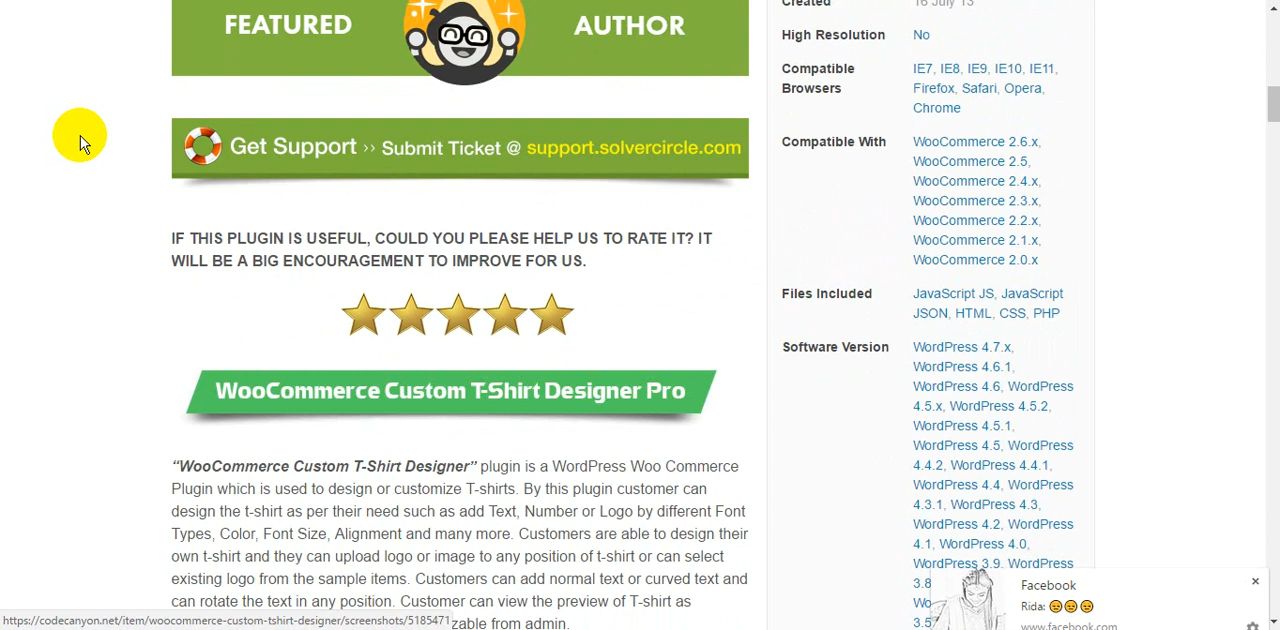 FEATURED AUTHOR
Get Support ›› Submit Ticket @ support.solvercircle.com
IF THIS PLUGIN IS USEFUL, COULD YOU PLEASE HELP US TO RATE IT? IT
WILL BE A BIG ENCOURAGEMENT TO IMPROVE FOR US.
WooCommerce Custom T-Shirt Designer Pro
“WooCommerce Custom T-Shirt Designer” plugin is a WordPress Woo Commerce
Plugin which is used to design or customize T-shirts. By this plugin customer can
design the t-shirt as per their need such as add Text, Number or Logo by different Font
Types, Color, Font Size, Alignment and many more. Customers are able to design their
own t-shirt and they can upload logo or image to any position of t-shirt or can select
existing logo from the sample items. Customers can add normal text or curved text and
can rotate the text in any position. Customer can view the preview of T-shirt as
zable from admin.
https://codecanyon.net/item/woocommerce-custom-tshirt-designer/screenshots/5185471
Created 16 July 13
High Resolution No
Compatible Browsers
IE7, IE8, IE9, IE10, IE11,
Firefox, Safari, Opera,
Chrome
Compatible With
WooCommerce 2.6.x,
WooCommerce 2.5,
WooCommerce 2.4.x,
WooCommerce 2.3.x,
WooCommerce 2.2.x,
WooCommerce 2.1.x,
WooCommerce 2.0.x
Files Included
JavaScript JS, JavaScript
JSON, HTML, CSS, PHP
Software Version
WordPress 4.7.x,
WordPress 4.6.1,
WordPress 4.6, WordPress
4.5.x, WordPress 4.5.2,
WordPress 4.5.1,
WordPress 4.5, WordPress
4.4.2, WordPress 4.4.1,
WordPress 4.4, WordPress
4.3.1, WordPress 4.3,
WordPress 4.2, WordPress
4.1, WordPress 4.0,
WordPress 3.9, WordPress
3.8
Wo
3.5
Facebook
Rida: 😣😣😣
www.facebook.com